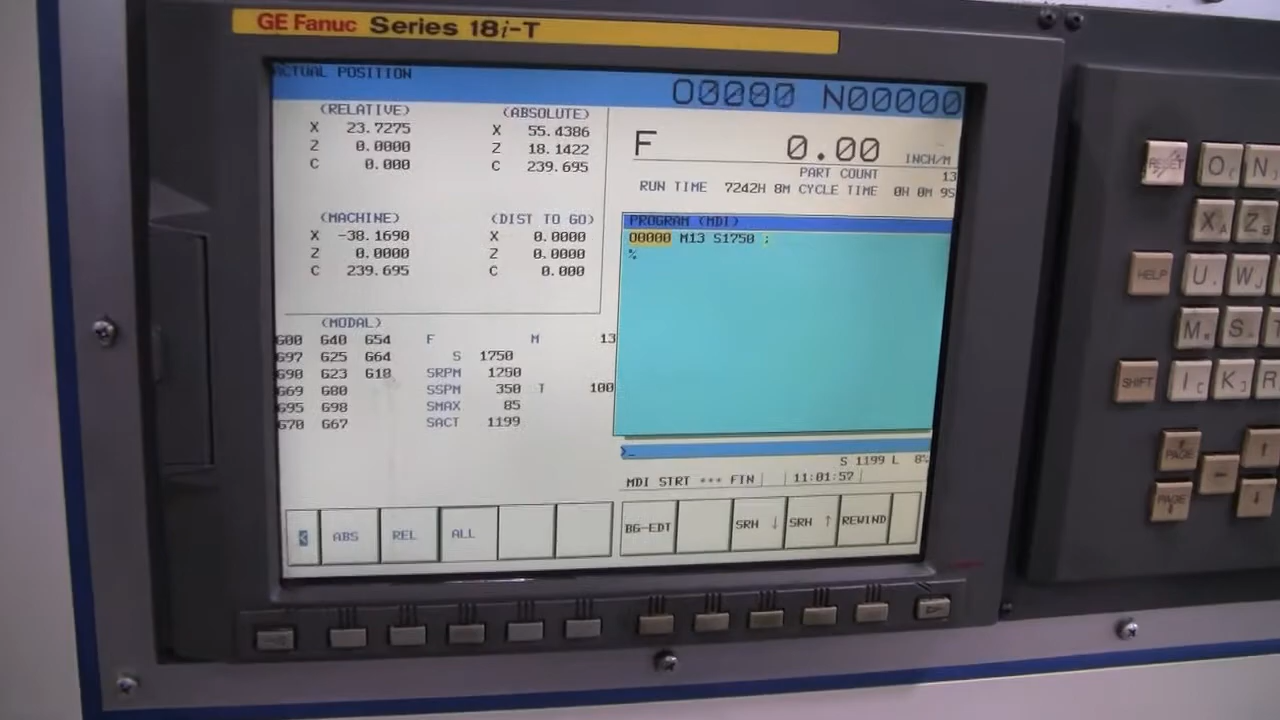 GE Fanuc Series 18i-T
ACTUAL POSITION
O0000 N00000
(RELATIVE)
X 23.7275
Z 0.0000
C 0.000
(ABSOLUTE)
X 55.4386
Z 18.1422
C 239.695
F 0.00 INCH/M
PART COUNT 13
RUN TIME 7242H 8M CYCLE TIME 0H 0M 9S
(MACHINE)
X -38.1690
Z 0.0000
C 239.695
(DIST TO GO)
X 0.0000
Z 0.0000
C 0.000
PROGRAM (MDI)
O0000 M13 S1750 ;
%
(MODAL)
G00 G40 G54 F M 13
G97 G25 G64 S 1750
G90 G23 G18 SRPM 1250
G69 G80 SSPM 350 T 100
G95 G98 SMAX 85
G70 G67 SACT 1199
>_
S 1199 L 8%
MDI STRT *** FIN 11:01:57
< ABS REL ALL
BG-EDT SRH ↓ SRH ↑ REWIND
RESET O N
X Z
HELP U W
M S
SHIFT I K R
PAGE ↑
PAGE ← ↓